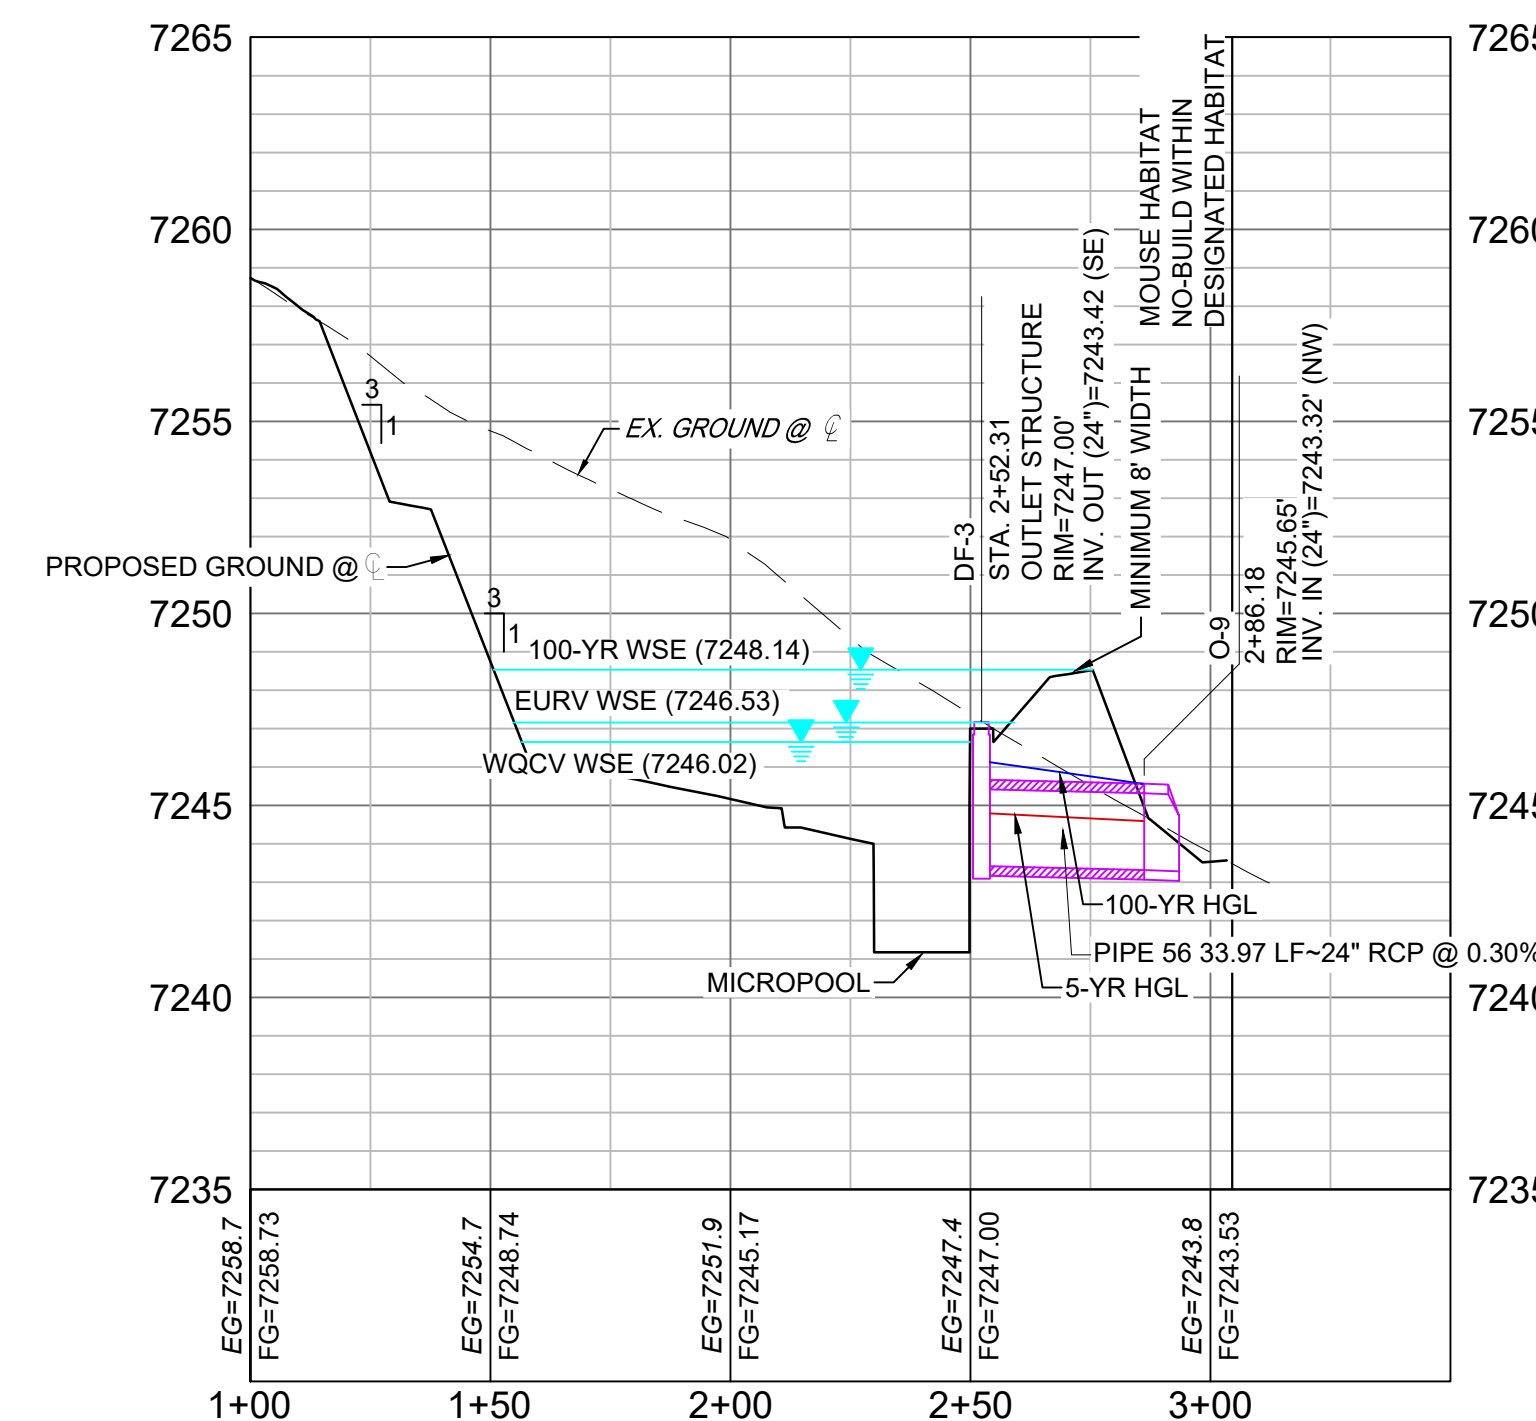 7265
7260
7255
7250
7245
7240
7235
7265
7260
7255
7250
7245
7240
7235
MOUSE HABITAT
NO-BUILD WITHIN
DESIGNATED HABITAT
DF-3
STA. 2+52.31
OUTLET STRUCTURE
RIM=7247.00'
INV. OUT (24")=7243.42 (SE)
MINIMUM 8' WIDTH
O-9
2+86.18
RIM=7245.65'
INV. IN (24")=7243.32' (NW)
3
1
EX. GROUND @ ℄
PROPOSED GROUND @ ℄
3
1
100-YR WSE (7248.14)
EURV WSE (7246.53)
WQCV WSE (7246.02)
100-YR HGL
PIPE 56 33.97 LF~24" RCP @ 0.30%
5-YR HGL
MICROPOOL
EG=7258.7
FG=7258.73
EG=7254.7
FG=7248.74
EG=7251.9
FG=7245.17
EG=7247.4
FG=7247.00
EG=7243.8
FG=7243.53
1+00
1+50
2+00
2+50
3+00